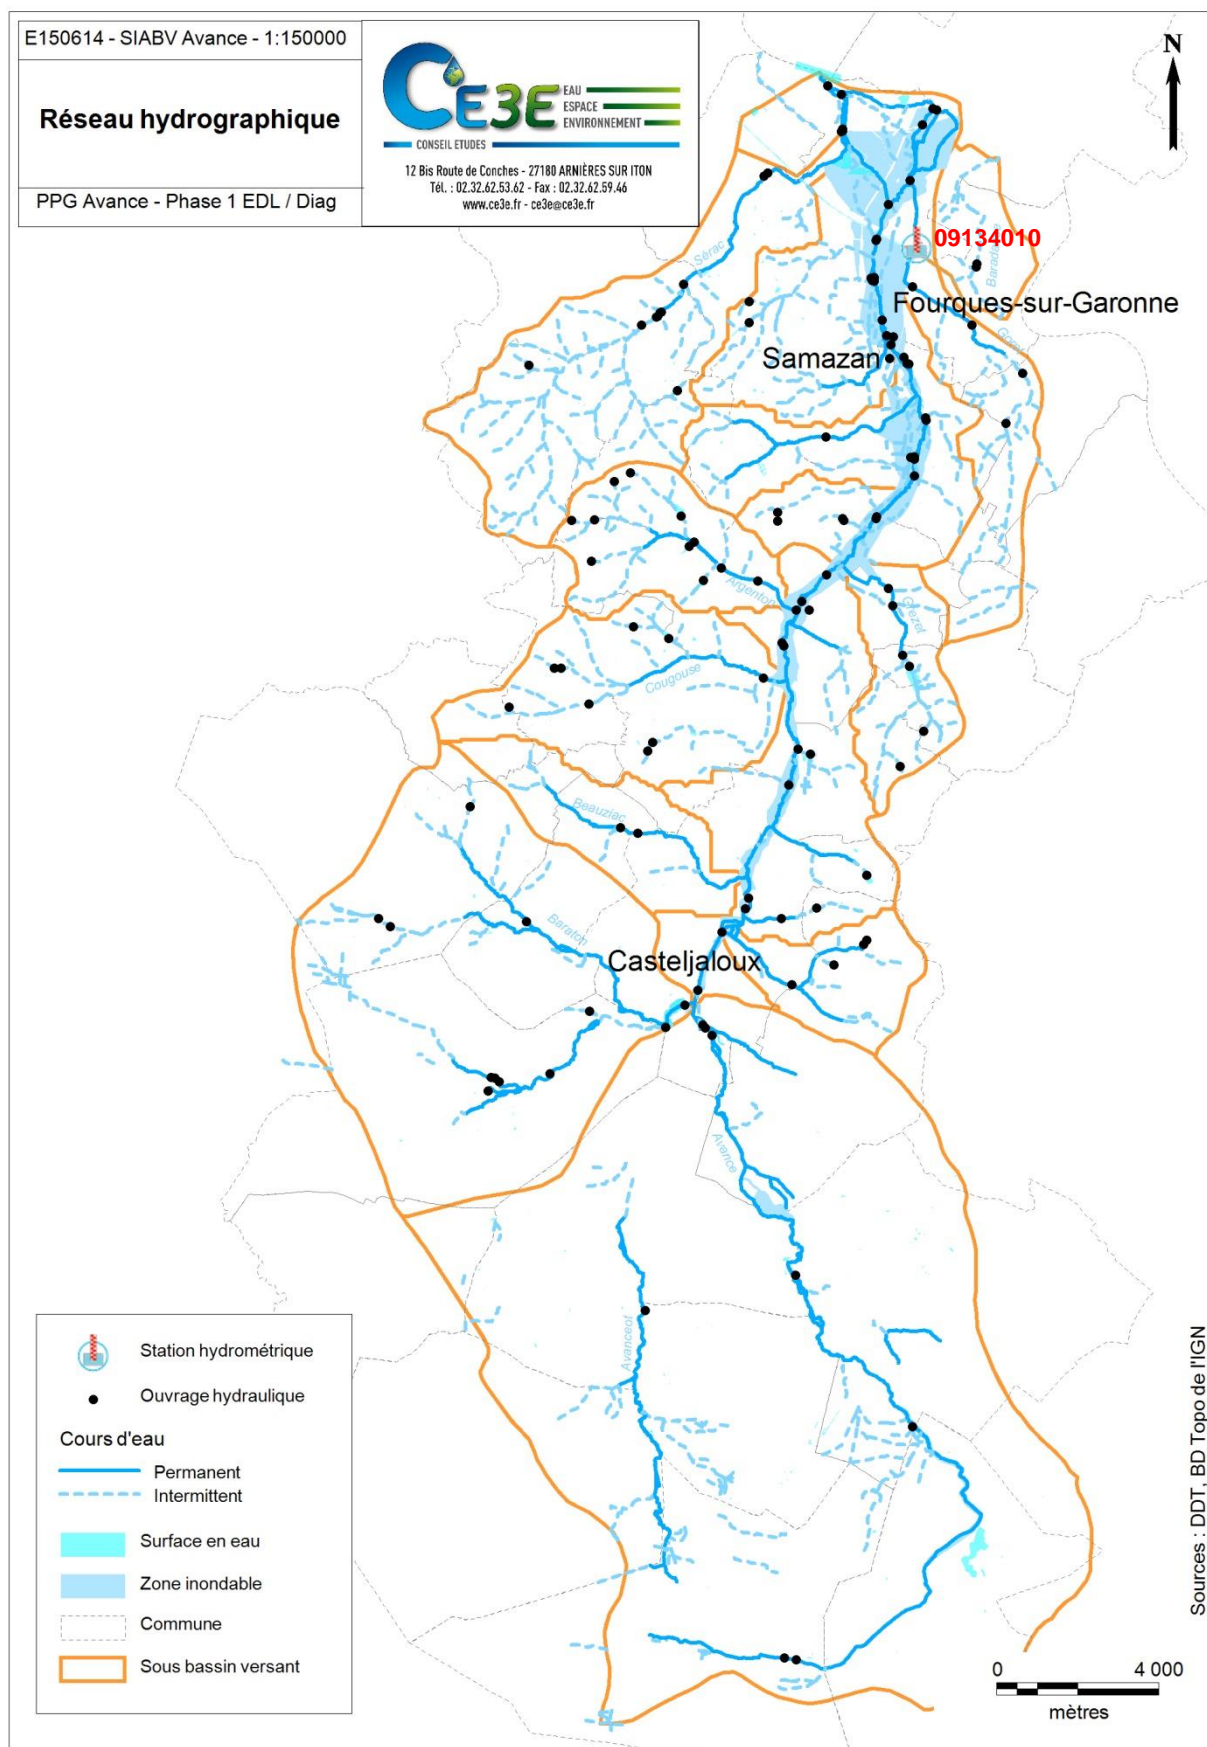 E150614 - SIABV Avance - 1:150000
Réseau hydrographique
PPG Avance - Phase 1 EDL / Diag
CE3E
EAU
ESPACE
ENVIRONNEMENT
CONSEIL ETUDES
12 Bis Route de Conches - 27180 ARNIÈRES SUR ITON
Tél. : 02.32.62.53.62 - Fax : 02.32.62.59.46
www.ce3e.fr - ce3e@ce3e.fr
N
09134010
Sérac
Fourques-sur-Garonne
Samazan
Argenton
Grezet
Cougouse
Beauziac
Baraton
Casteljaloux
Avance
Avanceot
Station hydrométrique
Ouvrage hydraulique
Cours d'eau
Permanent
Intermittent
Surface en eau
Zone inondable
Commune
Sous bassin versant
0 4 000
mètres
Sources : DDT, BD Topo de l'IGN